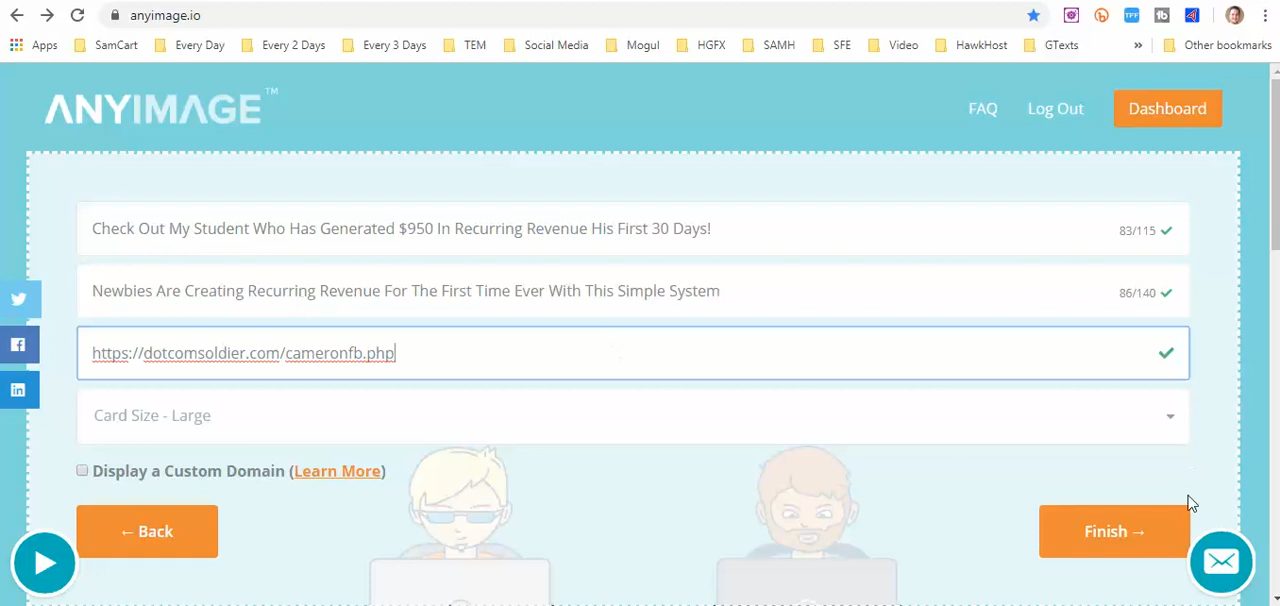 anyimage.io
TFF
tb
Apps SamCart Every Day Every 2 Days Every 3 Days TEM Social Media Mogul HGFX SAMH SFE Video HawkHost GTexts » Other bookmarks
ANYIMAGE™
FAQ Log Out Dashboard
Check Out My Student Who Has Generated $950 In Recurring Revenue His First 30 Days! 83/115
Newbies Are Creating Recurring Revenue For The First Time Ever With This Simple System 86/140
https://dotcomsoldier.com/cameronfb.php
Card Size - Large
Display a Custom Domain (Learn More)
← Back Finish →